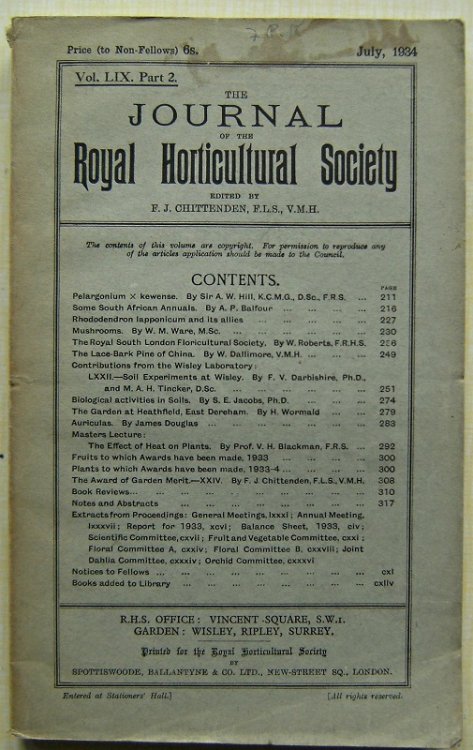 Price (to Non-Fellows) 6s. July, 1934
Vol. LIX. Part 2.
THE
JOURNAL
OF THE
Royal Horticultural Society
EDITED BY
F. J. CHITTENDEN, F.L.S., V.M.H.
The contents of this volume are copyright. For permission to reproduce any
of the articles application should be made to the Council.
CONTENTS.
PAGE
Pelargonium × kewense. By Sir A. W. Hill, K.C.M.G., D.Sc., F.R.S. ... 211
Some South African Annuals. By A. P. Balfour ... ... ... ... 216
Rhododendron lapponicum and its allies ... ... ... ... ... 227
Mushrooms. By W. M. Ware, M.Sc. ... ... ... ... ... ... 230
The Royal South London Floricultural Society. By W. Roberts, F.R.H.S.
The Lace-Bark Pine of China. By W. Dallimore, V.M.H. ... ... ... 249
Contributions from the Wisley Laboratory:
LXXII.—Soil Experiments at Wisley. By F. V. Darbishire, Ph.D.,
and M. A. H. Tincker, D.Sc. ... ... ... ... ... ... 251
Biological activities in Soils. By S. E. Jacobs, Ph.D. ... ... ... 274
The Garden at Heathfield, East Dereham. By H. Wormald ... ... 279
Auriculas. By James Douglas ... ... ... ... ... ... ... 283
Masters Lecture:
The Effect of Heat on Plants. By Prof. V. H. Blackman, F.R.S. ... 292
Fruits to which Awards have been made, 1933 ... ... ... ... 300
Plants to which Awards have been made, 1933-4 ... ... ... ... 300
The Award of Garden Merit.—XXIV. By F. J. Chittenden, F.L.S., V.M.H. 308
Book Reviews... ... ... ... ... ... ... ... ... ... 310
Notes and Abstracts ... ... ... ... ... ... ... ... 317
Extracts from Proceedings: General Meetings, lxxxi; Annual Meeting,
lxxxvii; Report for 1933, xcvi; Balance Sheet, 1933, civ;
Scientific Committee, cxvii; Fruit and Vegetable Committee, cxxi;
Floral Committee A, cxxiv; Floral Committee B, cxxviii; Joint
Dahlia Committee, cxxxiv; Orchid Committee, cxxxvi
Notices to Fellows ... ... ... ... ... ... ... ... ... cxl
Books added to Library ... ... ... ... ... ... ... ... cxliv
R.H.S. OFFICE: VINCENT SQUARE, S.W.1.
GARDEN: WISLEY, RIPLEY, SURREY.
Printed for the Royal Horticultural Society
BY
SPOTTISWOODE, BALLANTYNE & CO. LTD., NEW-STREET SQ., LONDON.
Entered at Stationers' Hall.] [All rights reserved.